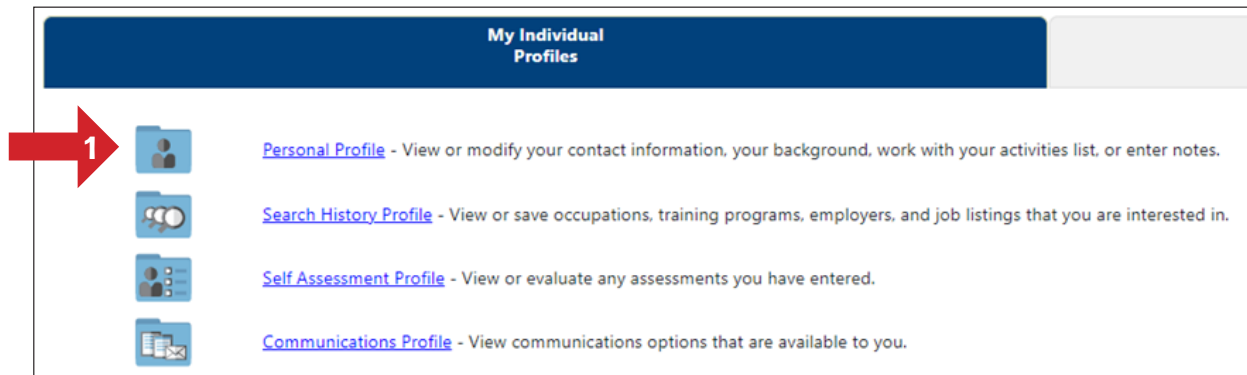 My Individual
Profiles
1
Personal Profile - View or modify your contact information, your background, work with your activities list, or enter notes.
Search History Profile - View or save occupations, training programs, employers, and job listings that you are interested in.
Self Assessment Profile - View or evaluate any assessments you have entered.
Communications Profile - View communications options that are available to you.